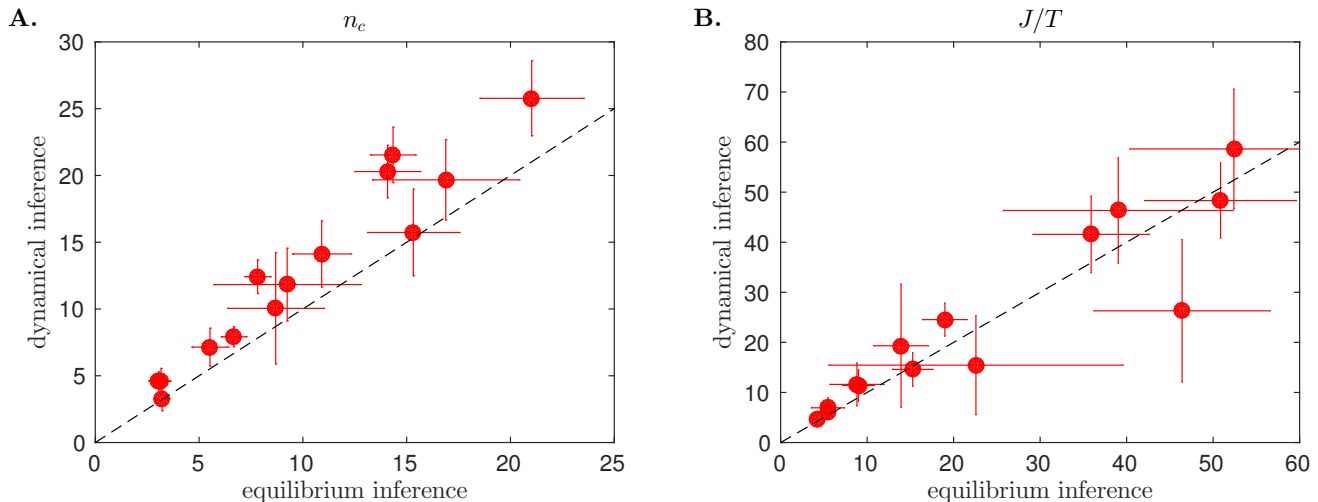 A.
n_c
30
25
20
15
10
5
0
dynamical inference
0 5 10 15 20 25
equilibrium inference
B.
J/T
80
70
60
50
40
30
20
10
0
dynamical inference
0 10 20 30 40 50 60
equilibrium inference